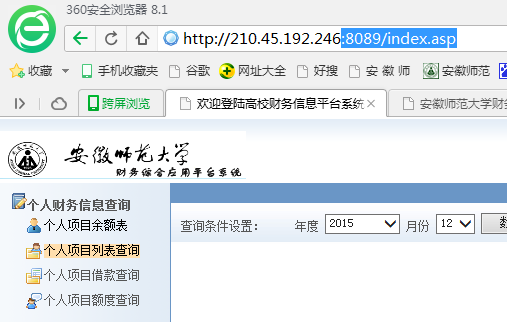 360安全浏览器 8.1
http://210.45.192.246:8089/index.asp
收藏 手机收藏夹 谷歌 网址大全 好搜 安 徽 师 安徽师范
跨屏浏览 欢迎登陆高校财务信息平台系统 安徽师范大学财
安徽师范大学
财务综合应用平台系统
个人财务信息查询
个人项目余额表
个人项目列表查询
个人项目借款查询
个人项目额度查询
查询条件设置： 年度 2015 月份 12